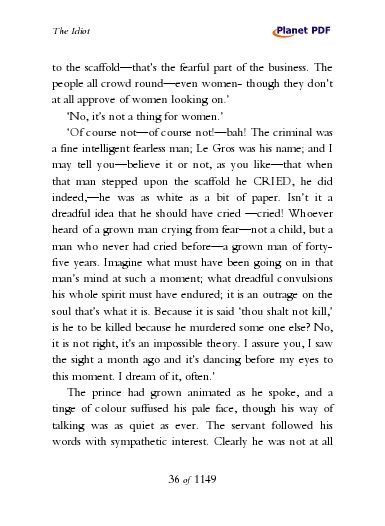 The Idiot
Planet PDF
to the scaffold—that's the fearful part of the business. The
people all crowd round—even women- though they don't
at all approve of women looking on.'
'No, it's not a thing for women.'
'Of course not—of course not!—bah! The criminal was
a fine intelligent fearless man; Le Gros was his name; and I
may tell you—believe it or not, as you like—that when
that man stepped upon the scaffold he CRIED, he did
indeed,—he was as white as a bit of paper. Isn't it a
dreadful idea that he should have cried —cried! Whoever
heard of a grown man crying from fear—not a child, but a
man who never had cried before—a grown man of forty-
five years. Imagine what must have been going on in that
man's mind at such a moment; what dreadful convulsions
his whole spirit must have endured; it is an outrage on the
soul that's what it is. Because it is said 'thou shalt not kill,'
is he to be killed because he murdered some one else? No,
it is not right, it's an impossible theory. I assure you, I saw
the sight a month ago and it's dancing before my eyes to
this moment. I dream of it, often.'
The prince had grown animated as he spoke, and a
tinge of colour suffused his pale face, though his way of
talking was as quiet as ever. The servant followed his
words with sympathetic interest. Clearly he was not at all
36 of 1149